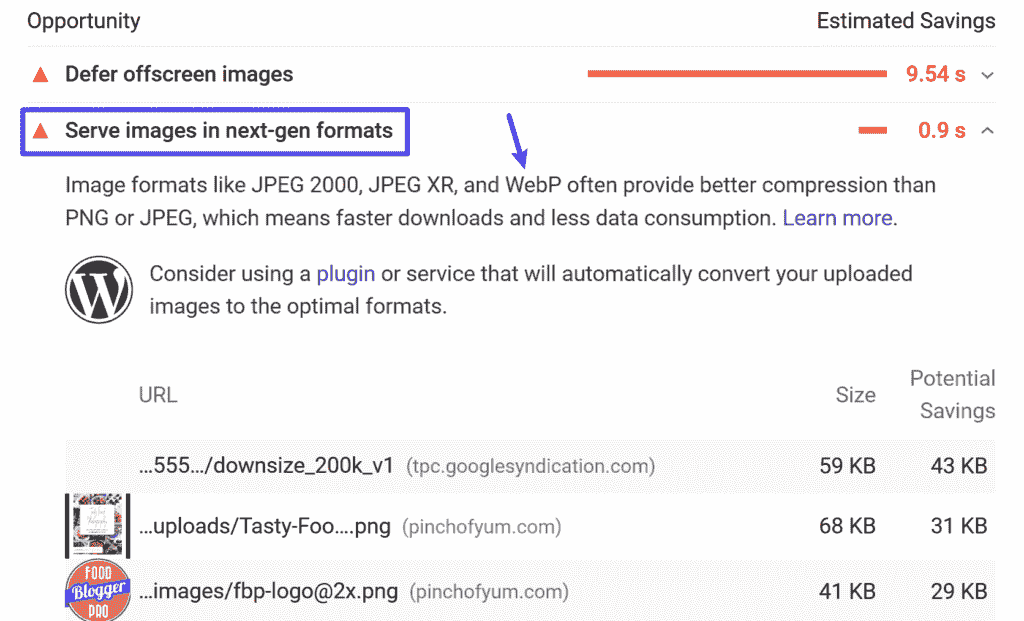 Opportunity Estimated Savings
Defer offscreen images 9.54 s
Serve images in next-gen formats 0.9 s
Image formats like JPEG 2000, JPEG XR, and WebP often provide better compression than
PNG or JPEG, which means faster downloads and less data consumption. Learn more.
Consider using a plugin or service that will automatically convert your uploaded
images to the optimal formats.
URL Size Potential
Savings
…555…/downsize_200k_v1 (tpc.googlesyndication.com) 59 KB 43 KB
…uploads/Tasty-Foo….png (pinchofyum.com) 68 KB 31 KB
FOOD
Blogger
PRO
…images/fbp-logo@2x.png (pinchofyum.com) 41 KB 29 KB